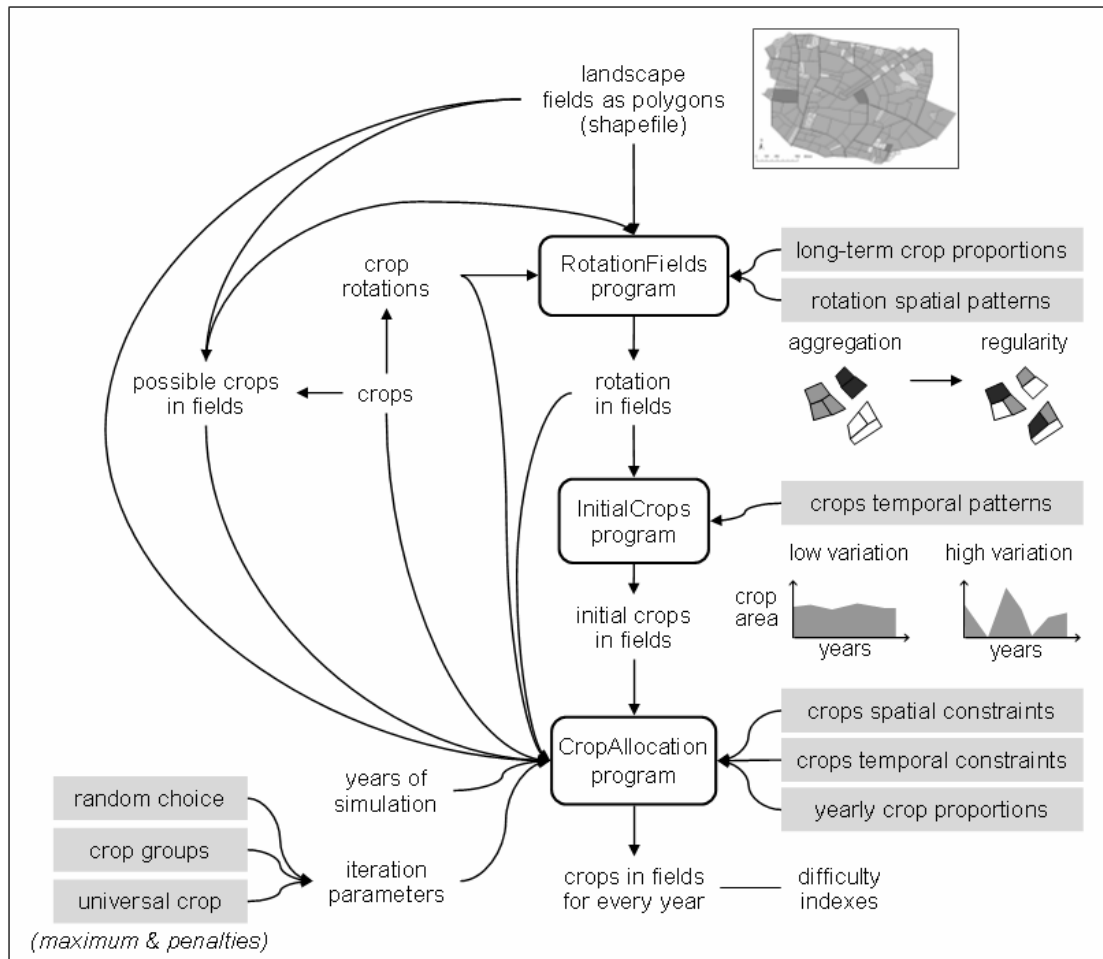 landscape
fields as polygons
(shapefile)
RotationFields
program
long-term crop proportions
rotation spatial patterns
crop
rotations
aggregation
regularity
possible crops
in fields
crops
rotation
in fields
InitialCrops
program
crops temporal patterns
low variation
high variation
crop
area
years
years
initial crops
in fields
CropAllocation
program
crops spatial constraints
crops temporal constraints
yearly crop proportions
years of
simulation
random choice
crop groups
universal crop
(maximum & penalties)
iteration
parameters
crops in fields
for every year
difficulty
indexes